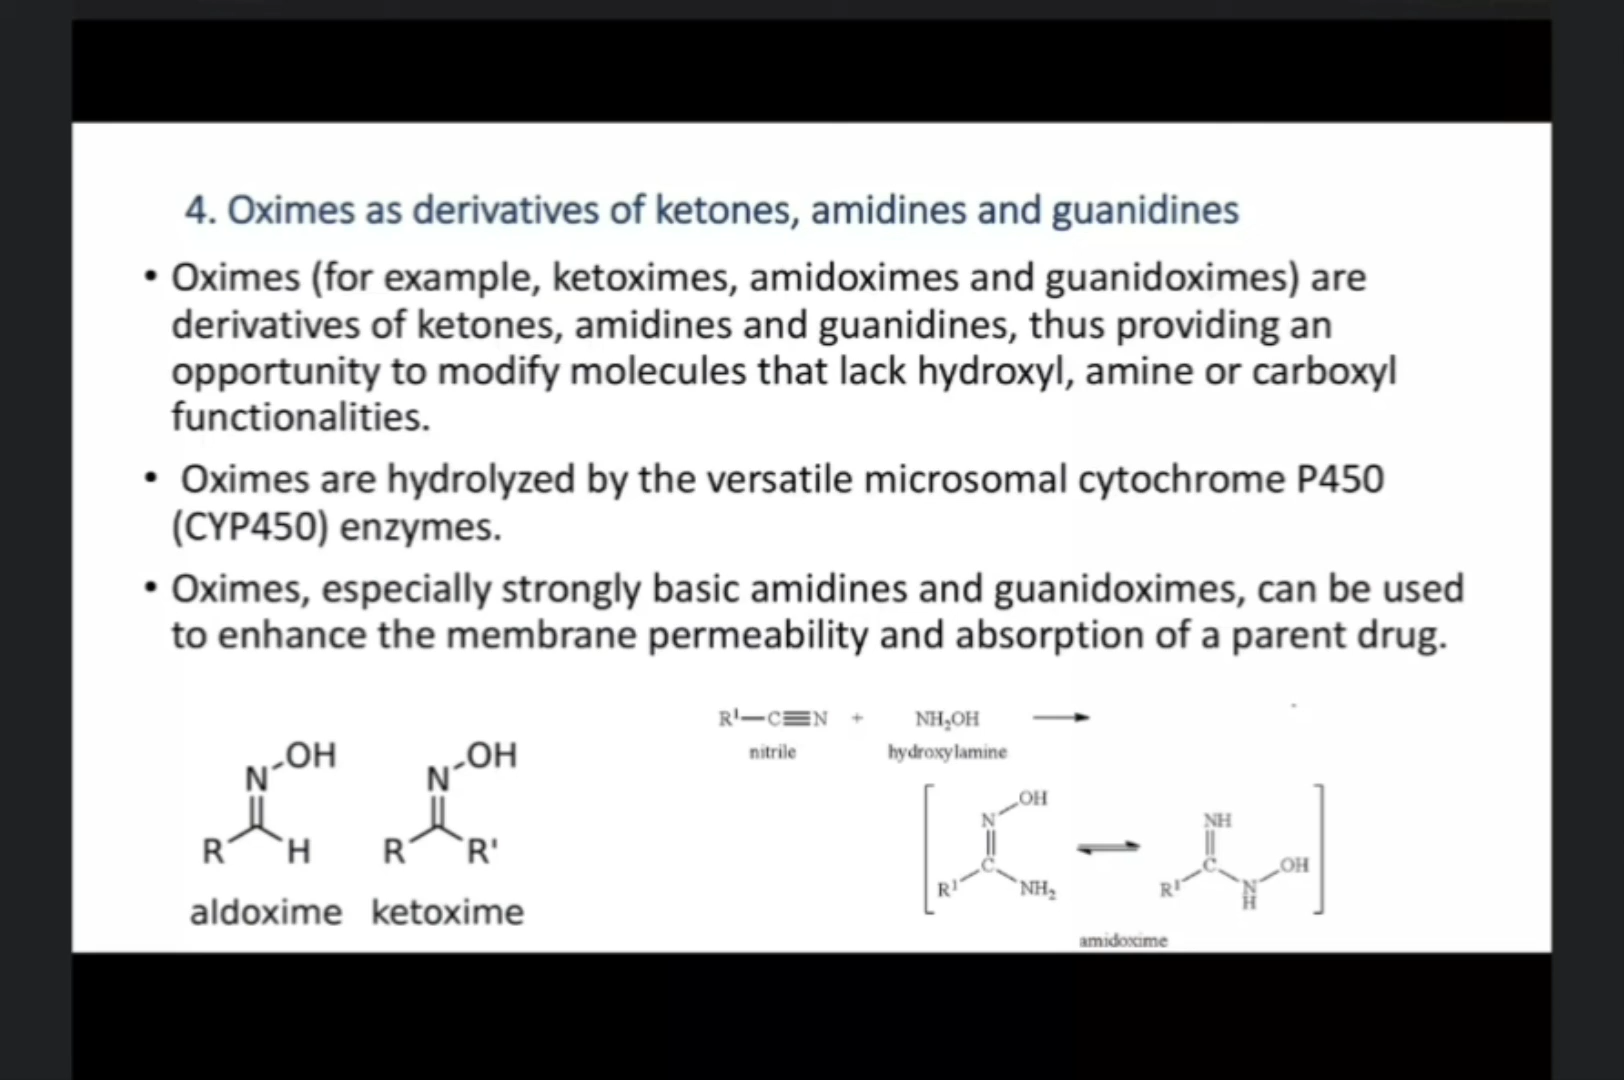 4. Oximes as derivatives of ketones, amidines and guanidines
• Oximes (for example, ketoximes, amidoximes and guanidoximes) are
derivatives of ketones, amidines and guanidines, thus providing an
opportunity to modify molecules that lack hydroxyl, amine or carboxyl
functionalities.
• Oximes are hydrolyzed by the versatile microsomal cytochrome P450
(CYP450) enzymes.
• Oximes, especially strongly basic amidines and guanidoximes, can be used
to enhance the membrane permeability and absorption of a parent drug.
R¹—C≡N + NH₂OH
nitrile hydroxylamine
OH
N
R H
aldoxime
OH
N
R R'
ketoxime
OH
N
C
R¹ NH₂
NH
C OH
R¹ N
H
amidoxime